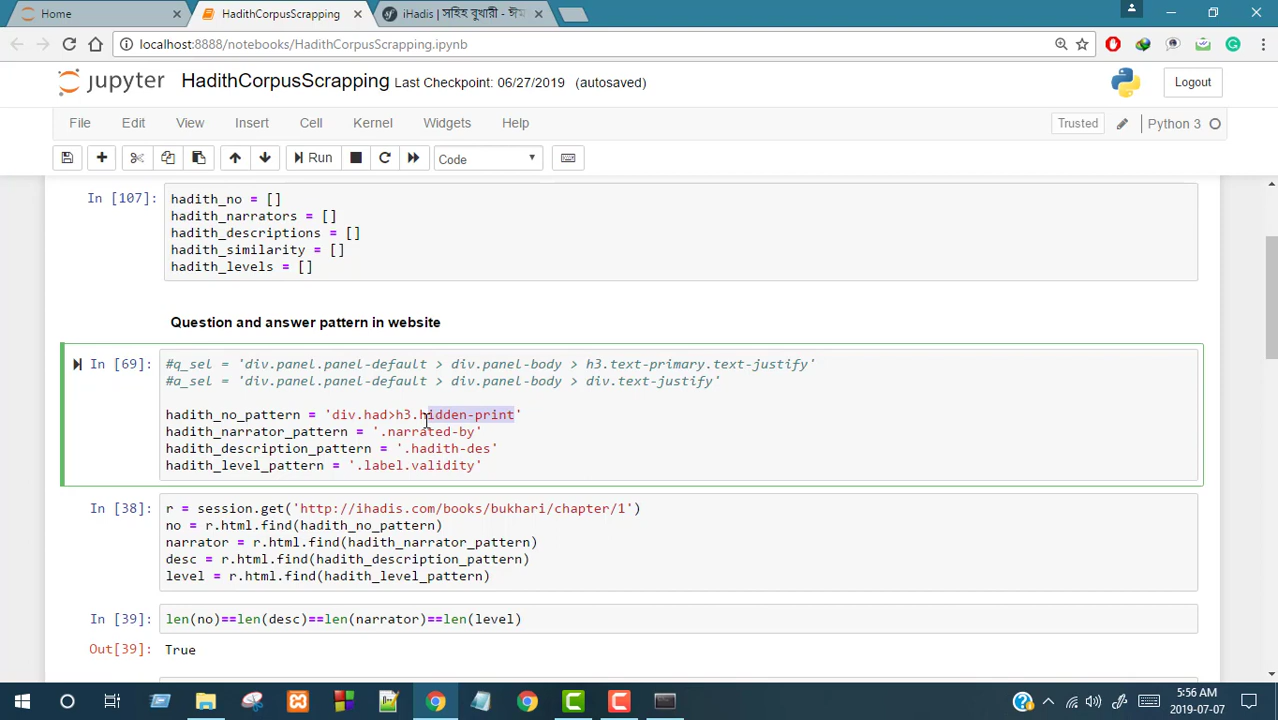 Home
HadithCorpusScrapping
iHadis | সহিহ বুখারী - ঈম
localhost:8888/notebooks/HadithCorpusScrapping.ipynb
jupyter HadithCorpusScrapping Last Checkpoint: 06/27/2019 (autosaved)
Logout
File Edit View Insert Cell Kernel Widgets Help
Trusted Python 3
Run Code
In [107]: hadith_no = []
hadith_narrators = []
hadith_descriptions = []
hadith_similarity = []
hadith_levels = []
Question and answer pattern in website
In [69]: #q_sel = 'div.panel.panel-default > div.panel-body > h3.text-primary.text-justify'
#a_sel = 'div.panel.panel-default > div.panel-body > div.text-justify'
hadith_no_pattern = 'div.had>h3.hidden-print'
hadith_narrator_pattern = '.narrated-by'
hadith_description_pattern = '.hadith-des'
hadith_level_pattern = '.label.validity'
In [38]: r = session.get('http://ihadis.com/books/bukhari/chapter/1')
no = r.html.find(hadith_no_pattern)
narrator = r.html.find(hadith_narrator_pattern)
desc = r.html.find(hadith_description_pattern)
level = r.html.find(hadith_level_pattern)
In [39]: len(no)==len(desc)==len(narrator)==len(level)
Out[39]: True
5:56 AM
2019-07-07